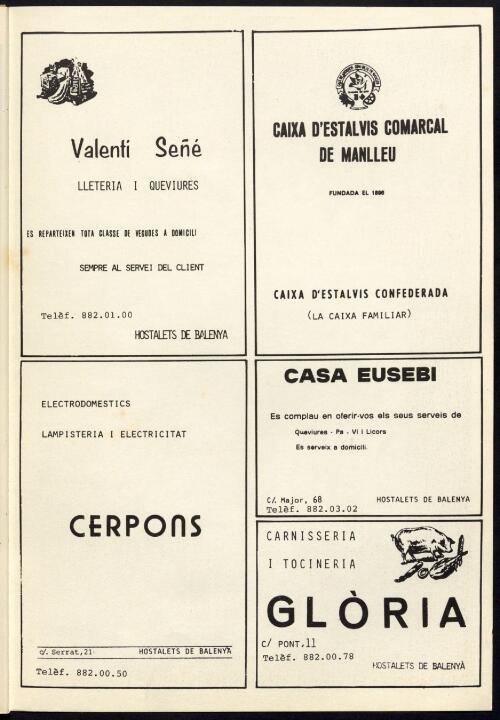 Valentí Señé
LLETERIA I QUEVIURES
ES REPARTEIXEN TOTA CLASSE DE VEGUDES A DOMICILI
SEMPRE AL SERVEI DEL CLIENT
Telèf. 882.01.00
HOSTALETS DE BALENYA
CAIXA D'ESTALVIS COMARCAL
DE MANLLEU
FUNDADA EL 1896
CAIXA D'ESTALVIS CONFEDERADA
(LA CAIXA FAMILIAR)
ELECTRODOMESTICS
LAMPISTERIA I ELECTRICITAT
CERPONS
c/. Serrat,21
HOSTALETS DE BALENYA
Telèf. 882.00.50
CASA EUSEBI
Es complau en oferir-vos els seus serveis de
Queviures - Pa - Vi i Licors
Es serveix a domicili.
C/. Major, 68
HOSTALETS DE BALENYA
Telèf. 882.03.02
CARNISSERIA
I TOCINERIA
GLÒRIA
C/ PONT,11
Telèf. 882.00.78
HOSTALETS DE BALENYÀ